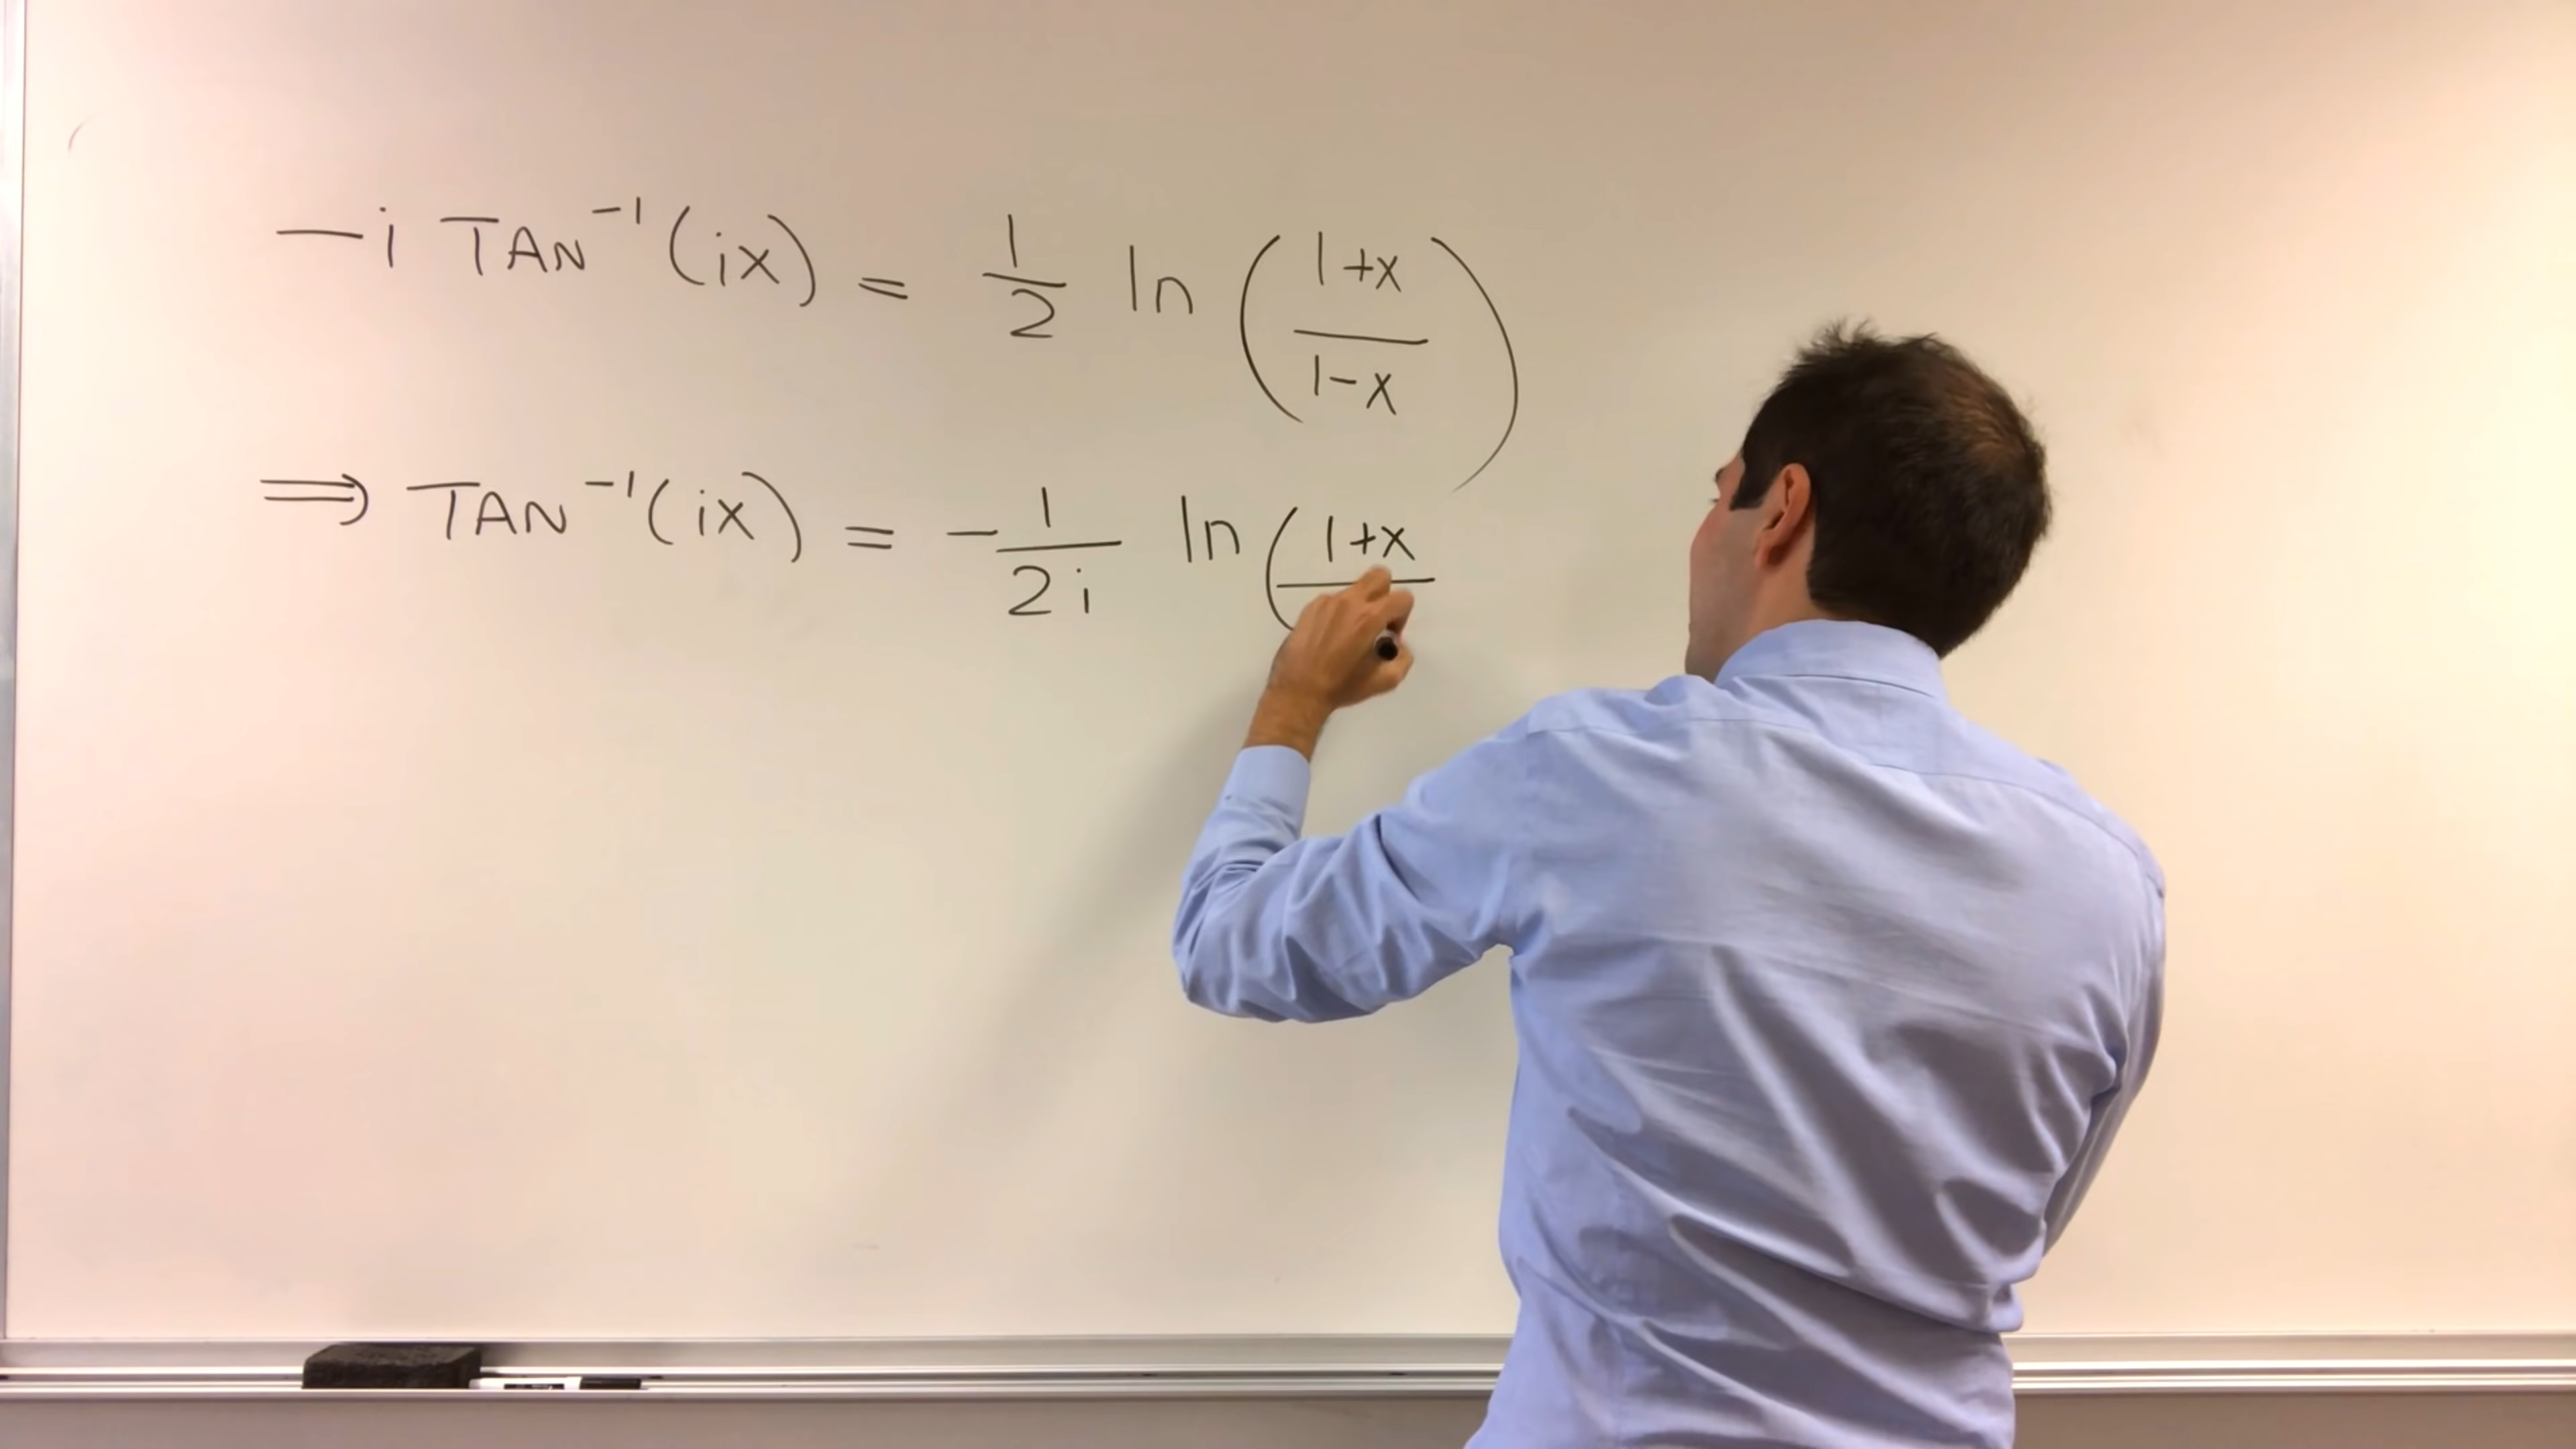 -i TAN⁻¹(ix) = 1/2 ln((1+x)/(1-x))
⇒ TAN⁻¹(ix) = -1/(2i) ln((1+x)/